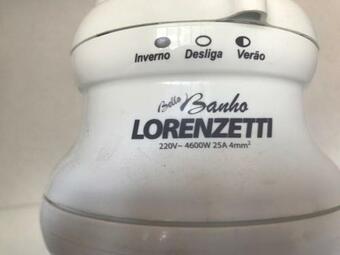 Inverno Desliga Verão
Bello Banho
LORENZETTI
220V~ 4600W 25A 4mm²